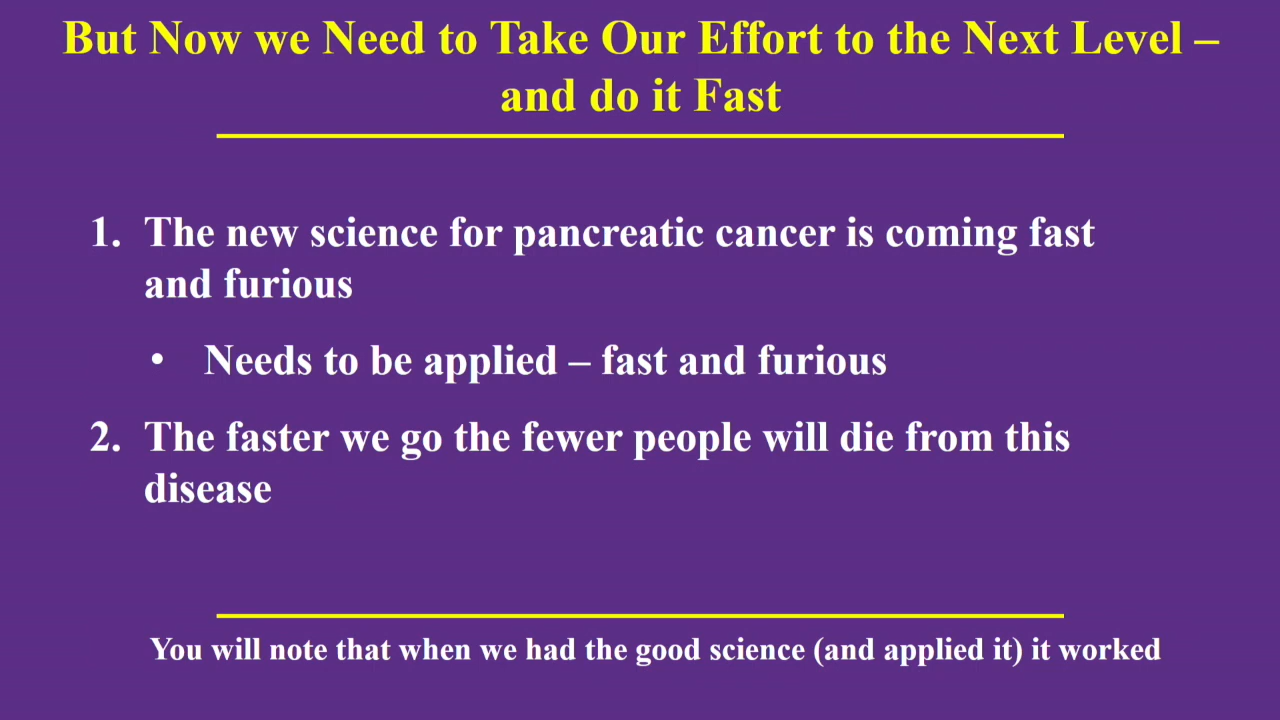 But Now we Need to Take Our Effort to the Next Level –
and do it Fast
1. The new science for pancreatic cancer is coming fast
and furious
• Needs to be applied – fast and furious
2. The faster we go the fewer people will die from this
disease
You will note that when we had the good science (and applied it) it worked